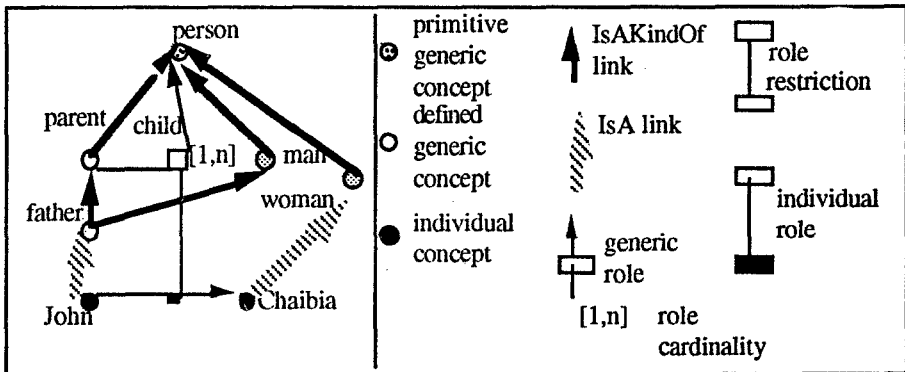 person
parent
child
[1,n]
man
woman
father
John
Chaibia
primitive
generic
concept
defined
generic
concept
individual
concept
IsAKindOf
link
IsA link
generic
role
[1,n] role
cardinality
role
restriction
individual
role